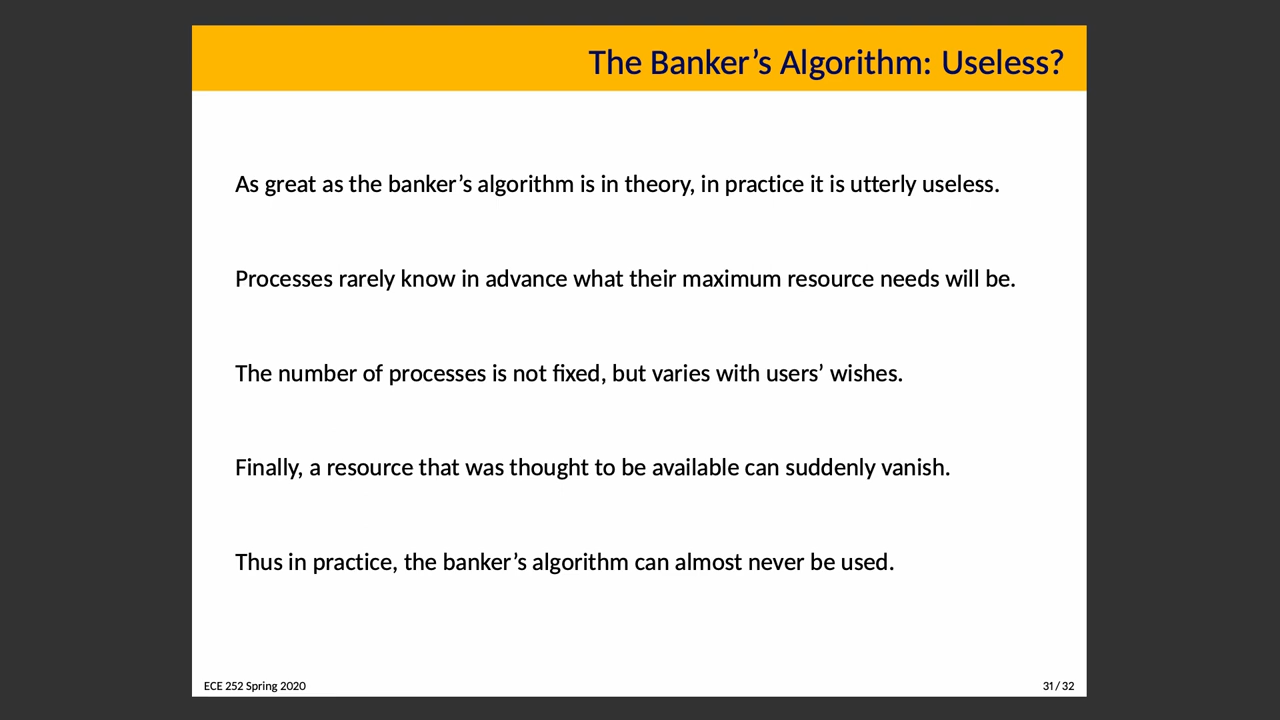 The Banker’s Algorithm: Useless?
As great as the banker’s algorithm is in theory, in practice it is utterly useless.
Processes rarely know in advance what their maximum resource needs will be.
The number of processes is not fixed, but varies with users’ wishes.
Finally, a resource that was thought to be available can suddenly vanish.
Thus in practice, the banker’s algorithm can almost never be used.
ECE 252 Spring 2020
31 / 32